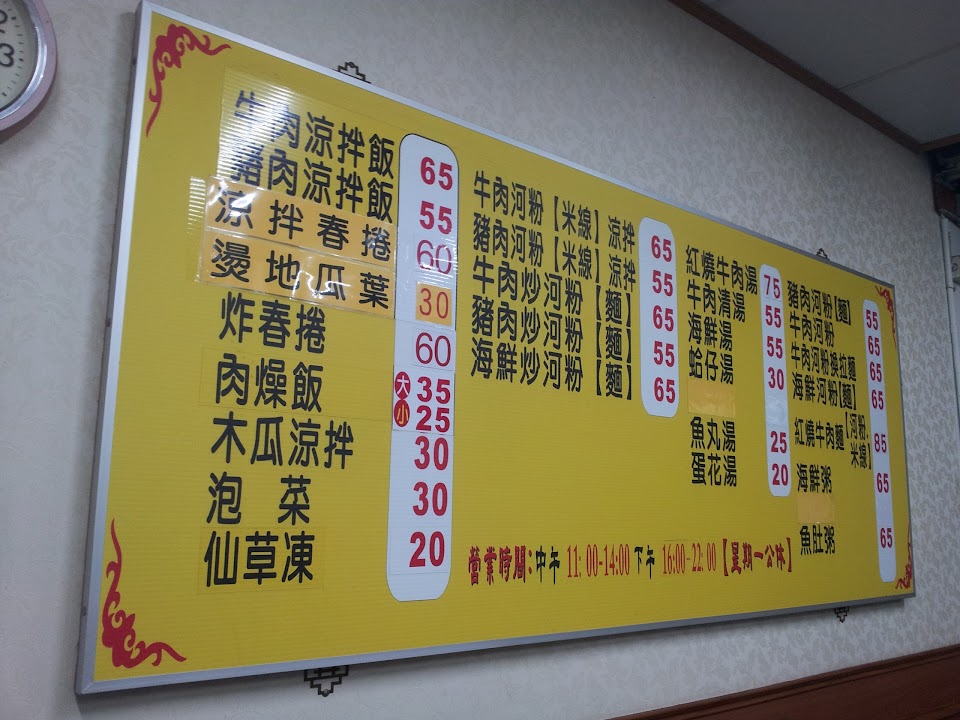 牛肉涼拌飯 65
豬肉涼拌飯 55
涼拌春捲 60
燙地瓜葉 30
炸春捲 60
肉燥飯 大 35 小 25
木瓜涼拌 30
泡菜 30
仙草凍 20
牛肉河粉【米線】涼拌 65
豬肉河粉【米線】涼拌 55
牛肉炒河粉【麵】 65
豬肉炒河粉【麵】 55
海鮮炒河粉【麵】 65
紅燒牛肉湯 75
牛肉清湯 55
海鮮湯 55
蛤仔湯 30
魚丸湯 25
蛋花湯 20
豬肉河粉【麵】 55
牛肉河粉 65
牛肉河粉換拉麵 65
海鮮河粉【麵】 65
紅燒牛肉麵【河粉.米線】 85
海鮮粥 65
魚肚粥 65
營業時間:中午 11:00-14:00 下午 16:00-22:00【星期一公休】
3